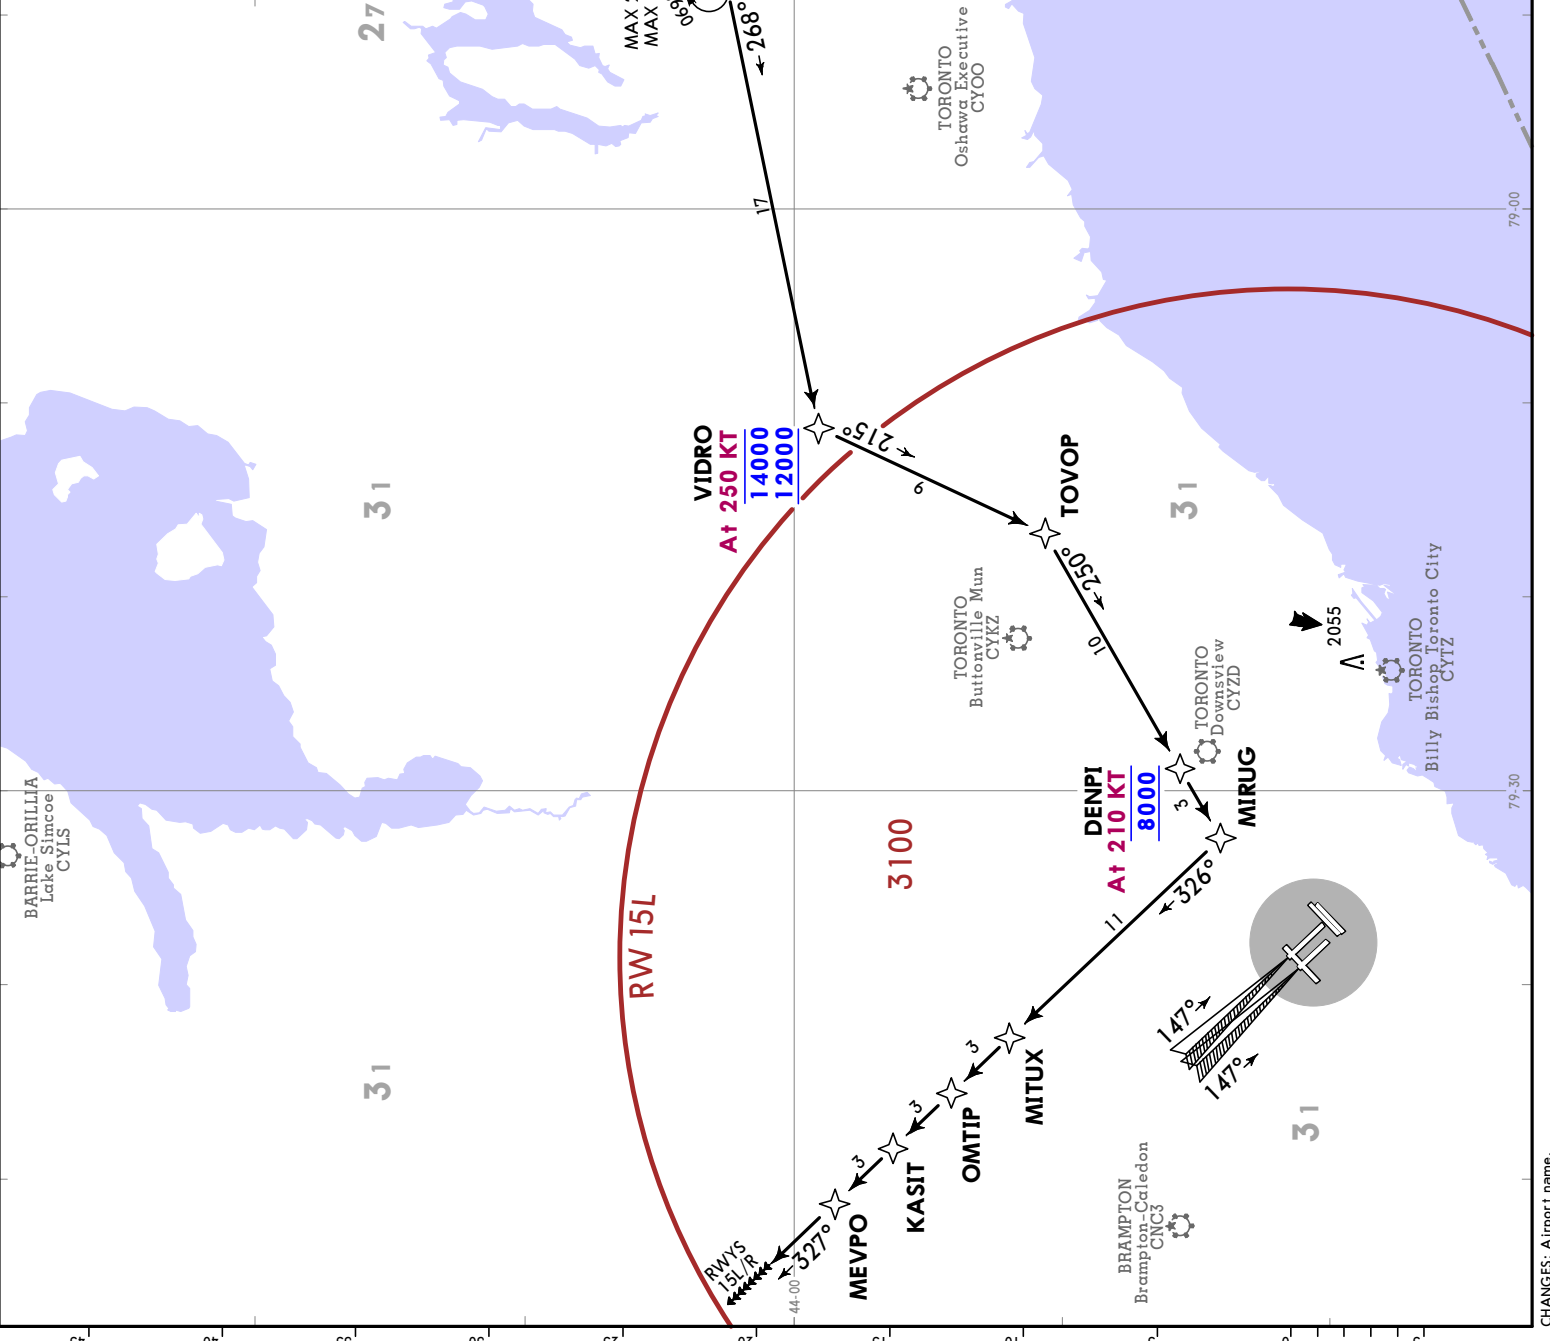 27
MAX
MAX
069
268°
17
TORONTO
Oshawa Executive
CYOO
79-00
VIDRO
At 250 KT
14000
12000
215°
9
TOVOP
31
31
250°
10
TORONTO
Buttonville Mun
CYKZ
2055
TORONTO
Billy Bishop Toronto City
CYTZ
TORONTO
Downsview
CYZD
DENPI
At 210 KT
8000
3
MIRUG
79-30
BARRIE-ORILLIA
Lake Simcoe
CYLS
3100
RW 15L
326°
11
31
147°
147°
31
MITUX
3
OMTIP
3
KASIT
3
MEVPO
327°
RWYS
15L/R
44-00
BRAMPTON
Brampton-Caledon
CNC3
CHANGES: Airport name.